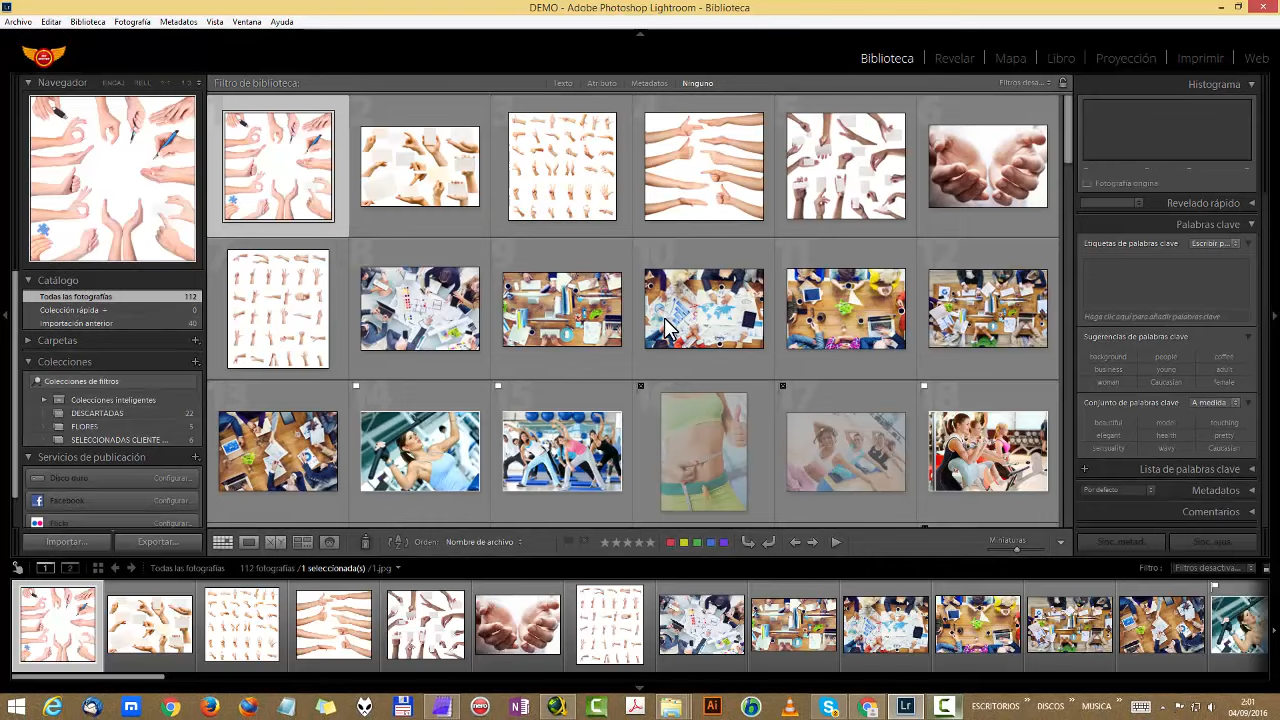 DEMO - Adobe Photoshop Lightroom - Biblioteca
Archivo Editar Biblioteca Fotografía Metadatos Vista Ventana Ayuda
Biblioteca Revelar Mapa Libro Proyección Imprimir Web
Navegador
Filtro de biblioteca: Texto Atributo Metadatos Ninguno
Histograma
Fotografía origina
Revelado rápido
Palabras clave
Etiquetas de palabras clave Escribir p...
Haga clic aquí para añadir palabras clave
Sugerencias de palabras clave
background people coffee
business young adult
woman Caucasian female
Conjunto de palabras clave A medida
beautiful model touching
elegant health pretty
sensuality wavy Caucasian
Lista de palabras clave
Por defecto Metadatos
Comentarios
Catálogo
Todas las fotografías 112
Colección rápida + 0
Importación anterior 40
Carpetas
Colecciones
Colecciones de filtros
Colecciones inteligentes
DESCARTADAS 22
FLORES 5
SELECCIONADAS CLIENTE ... 6
Servicios de publicación
Disco duro Configurar...
Facebook Configurar...
Importar... Exportar...
Orden: Nombre de archivo
Miniaturas
Sinc. metad. Sinc. ajus.
1 2 Todas las fotografías 112 fotografías /1 seleccionada(s) /1.jpg
Filtro : Filtros desactiva...
ESCRITORIOS DISCOS MUSICA
2:01
04/09/2016